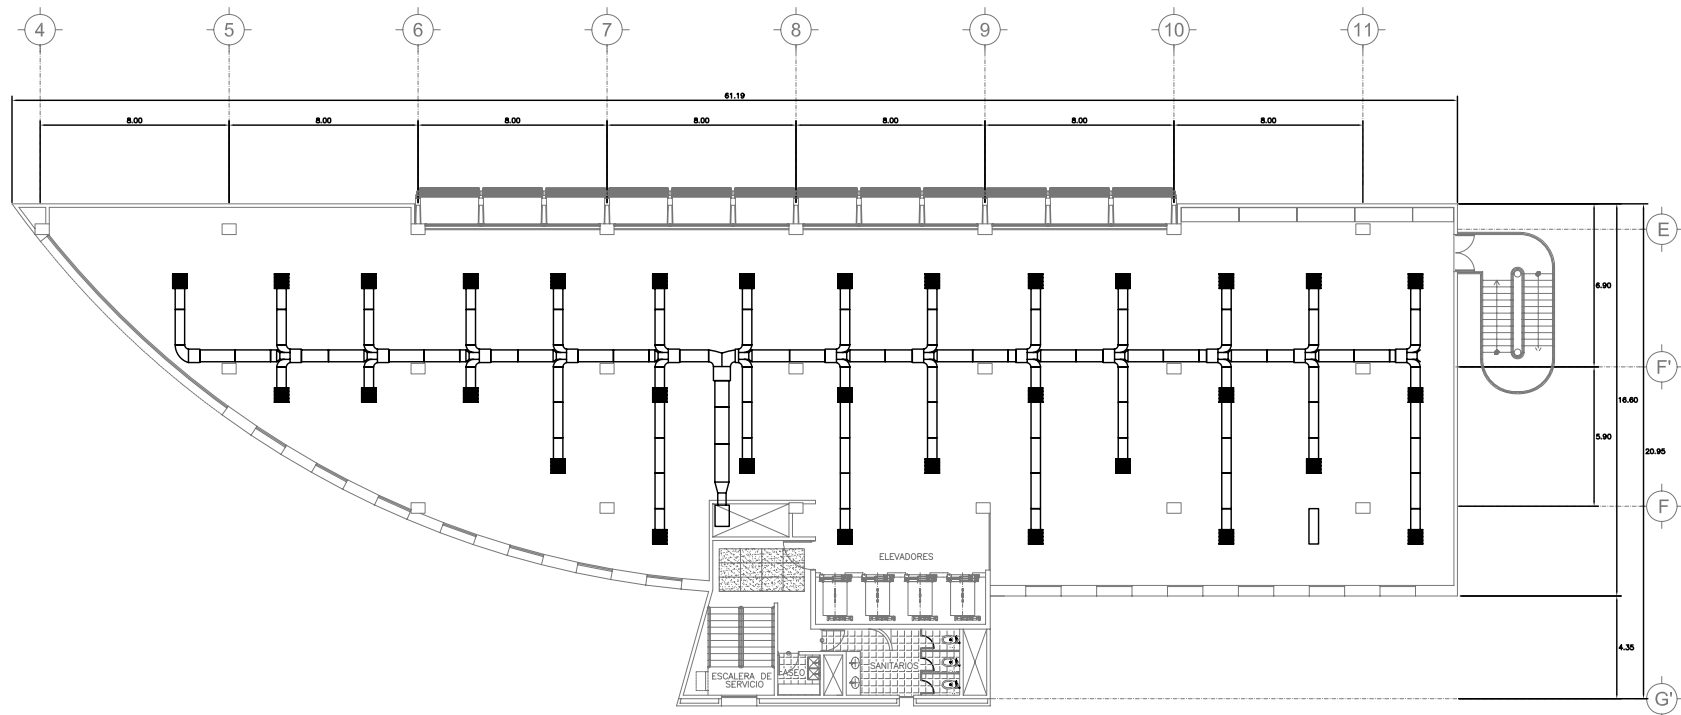 4 5 6 7 8 9 10 11
61.19
8.00 8.00 8.00 8.00 8.00 8.00 8.00
E
6.90
F'
16.60
5.90
20.95
F
ELEVADORES
4.35
SANITARIOS
ASEO
ESCALERA DE
SERVICIO
G'